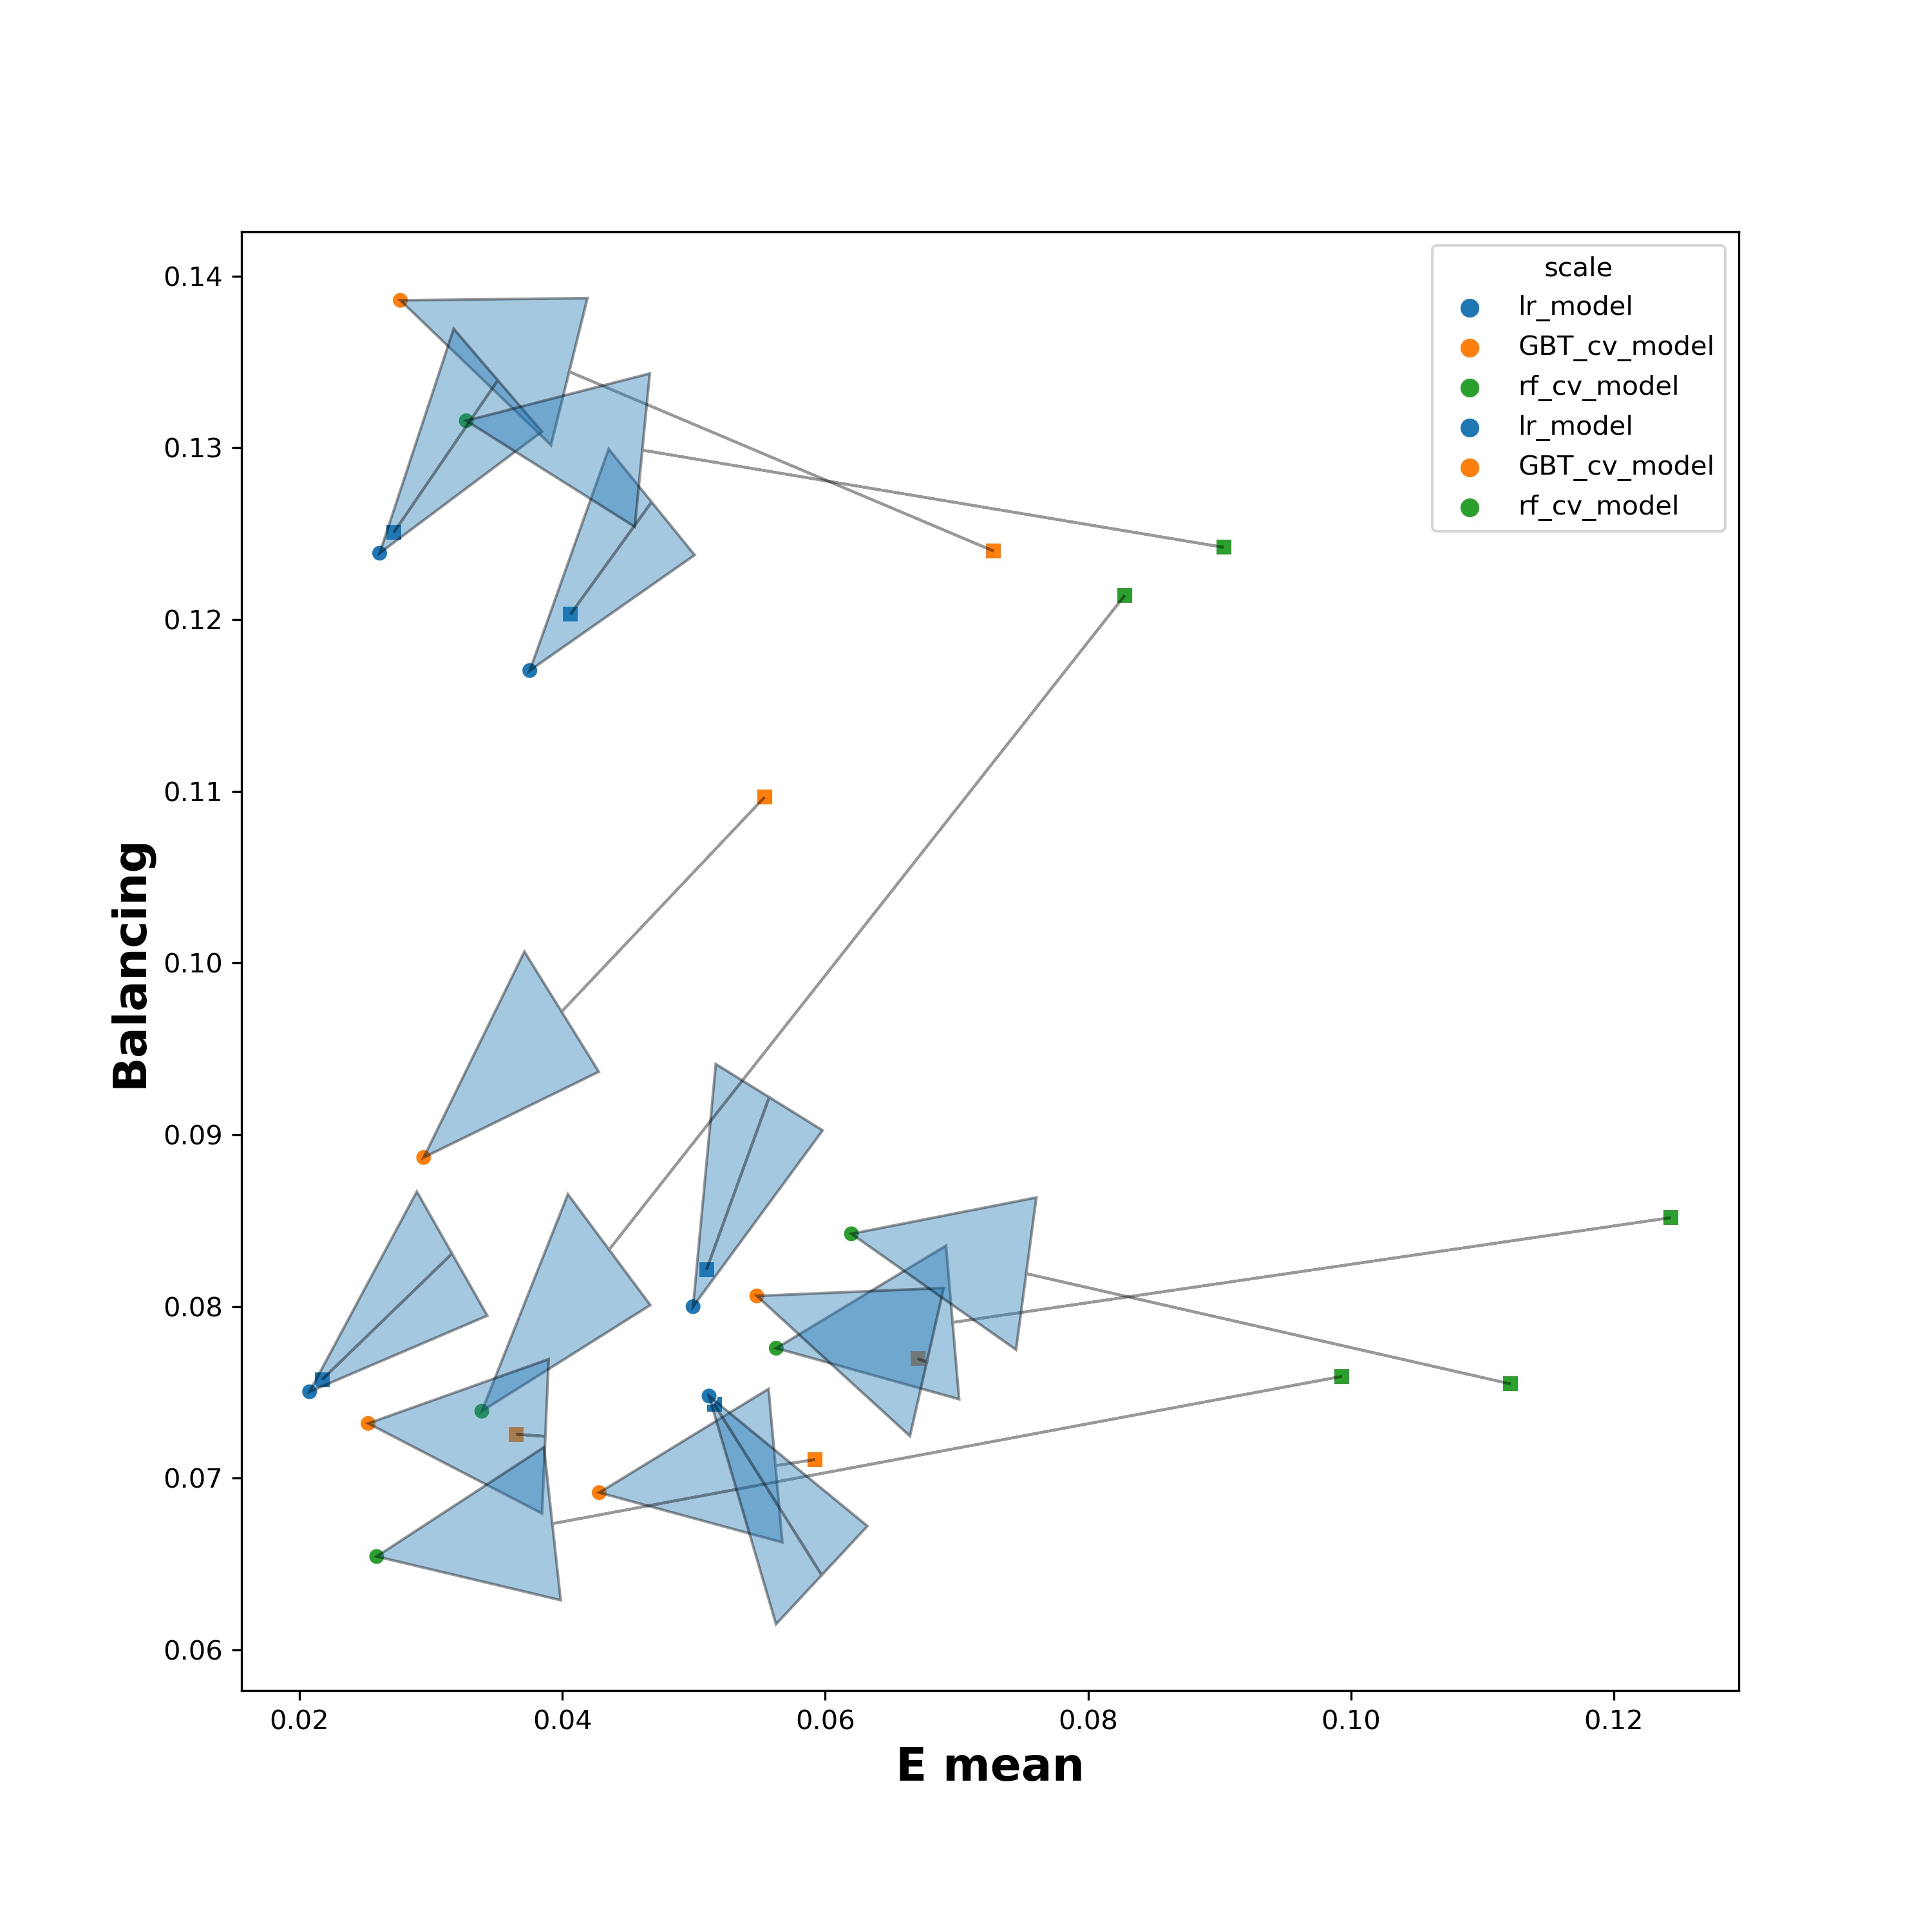 0.14
0.13
0.12
0.11
0.10
0.09
0.08
0.07
0.06
Balancing
scale
lr_model
GBT_cv_model
rf_cv_model
lr_model
GBT_cv_model
rf_cv_model
0.02
0.04
0.06
0.08
0.10
0.12
E mean